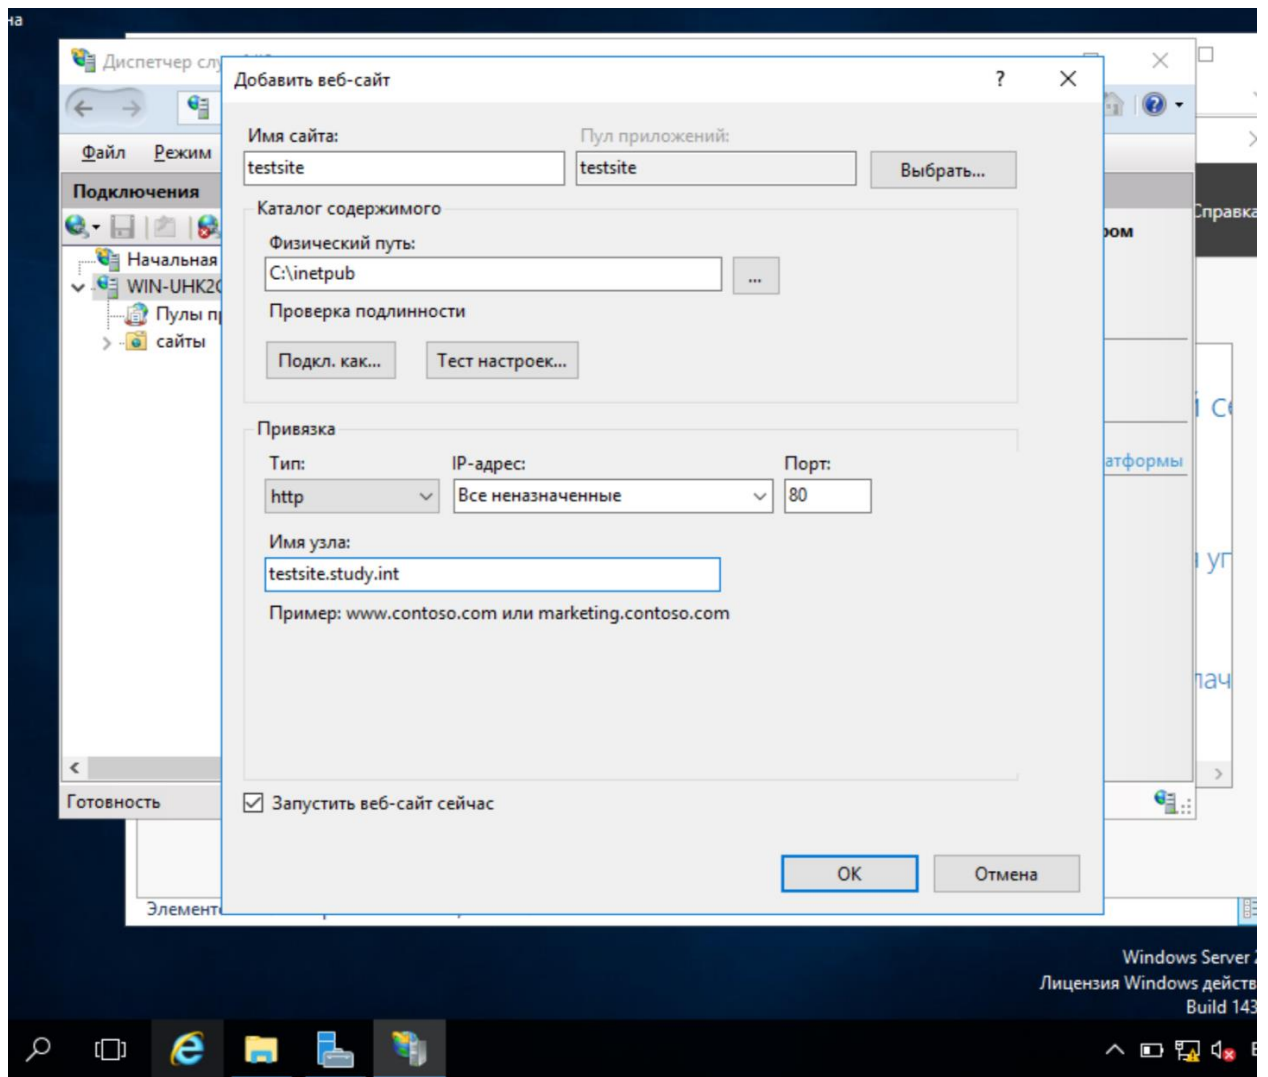 на
Диспетчер
Добавить веб-сайт
?
Файл Режим
Имя сайта: Пул приложений:
testsite testsite Выбрать...
Подключения
Каталог содержимого
Справка
Физический путь:
ром
C:\inetpub ...
Начальная
WIN-UHK2
Проверка подлинности
Пулы
сайты
Подкл. как... Тест настроек...
Привязка
Тип: IP-адрес: Порт:
атформы
http Все неназначенные 80
Имя узла:
testsite.study.int
Пример: www.contoso.com или marketing.contoso.com
лач
Готовность
Запустить веб-сайт сейчас
OK Отмена
Элемент
Windows Server
Лицензия Windows действ
Build 143